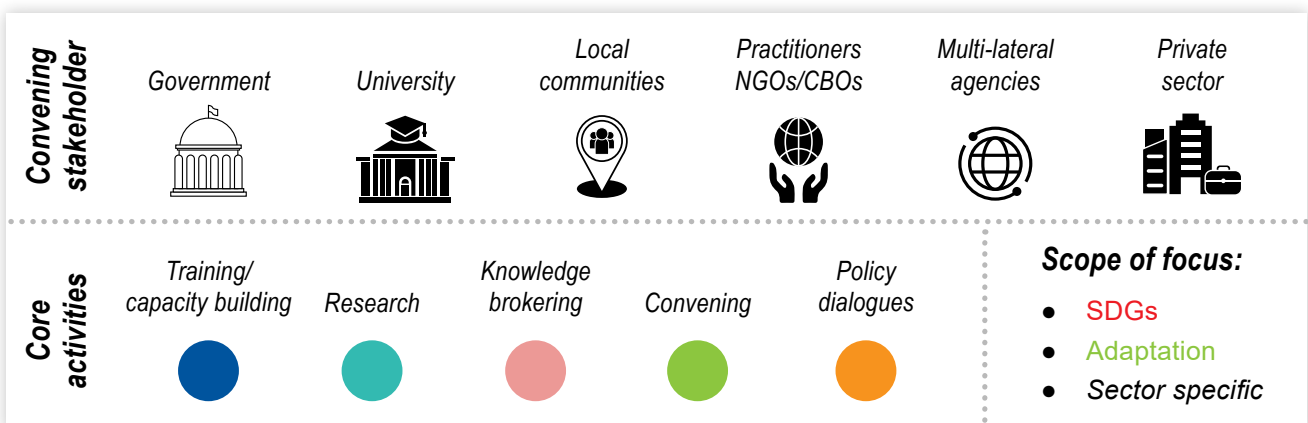 Convening
stakeholder
Government
University
Local
communities
Practitioners
NGOs/CBOs
Multi-lateral
agencies
Private
sector
Core
activities
Training/
capacity building
Research
Knowledge
brokering
Convening
Policy
dialogues
Scope of focus:
● SDGs
● Adaptation
● Sector specific